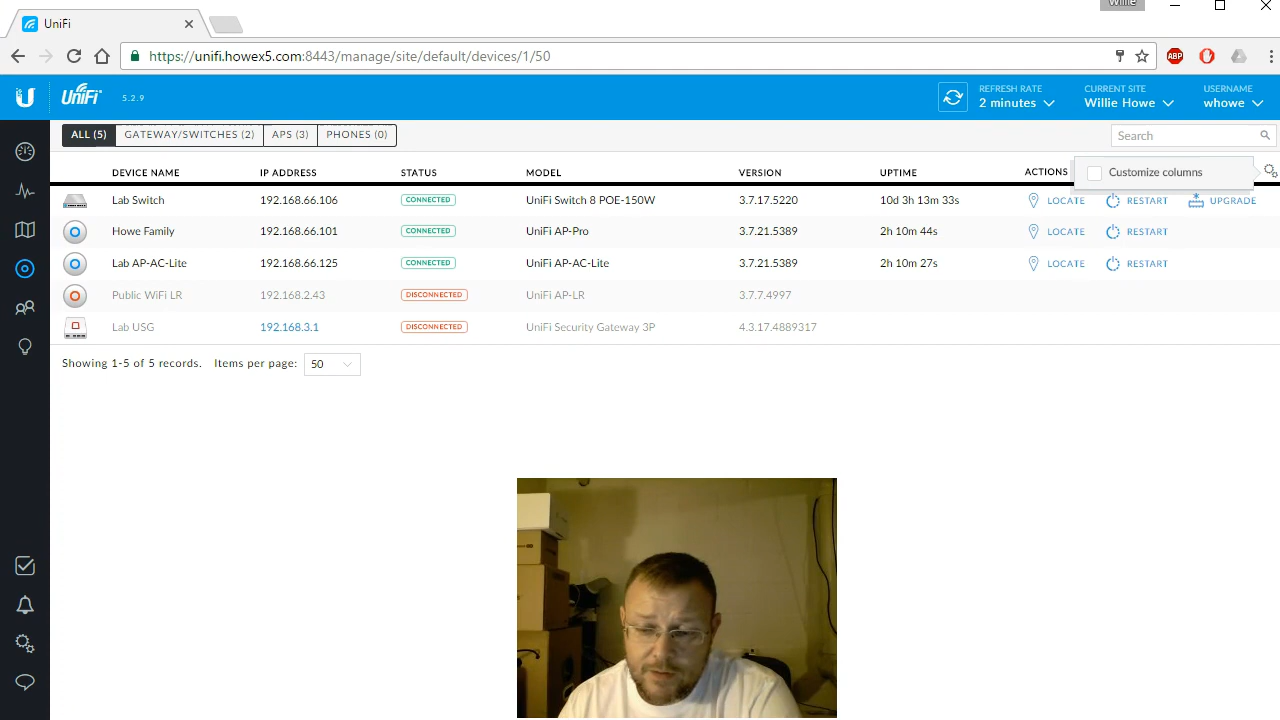 Willie
UniFi
https://unifi.howex5.com:8443/manage/site/default/devices/1/50
ABP
U UniFi 5.2.9
REFRESH RATE
2 minutes
CURRENT SITE
Willie Howe
USERNAME
whowe
ALL (5) GATEWAY/SWITCHES (2) APS (3) PHONES (0)
Search
DEVICE NAME IP ADDRESS STATUS MODEL VERSION UPTIME ACTIONS
Customize columns
Lab Switch 192.168.66.106 CONNECTED UniFi Switch 8 POE-150W 3.7.17.5220 10d 3h 13m 33s LOCATE RESTART UPGRADE
Howe Family 192.168.66.101 CONNECTED UniFi AP-Pro 3.7.21.5389 2h 10m 44s LOCATE RESTART
Lab AP-AC-Lite 192.168.66.125 CONNECTED UniFi AP-AC-Lite 3.7.21.5389 2h 10m 27s LOCATE RESTART
Public WiFi LR 192.168.2.43 DISCONNECTED UniFi AP-LR 3.7.7.4997
Lab USG 192.168.3.1 DISCONNECTED UniFi Security Gateway 3P 4.3.17.4889317
Showing 1-5 of 5 records. Items per page: 50